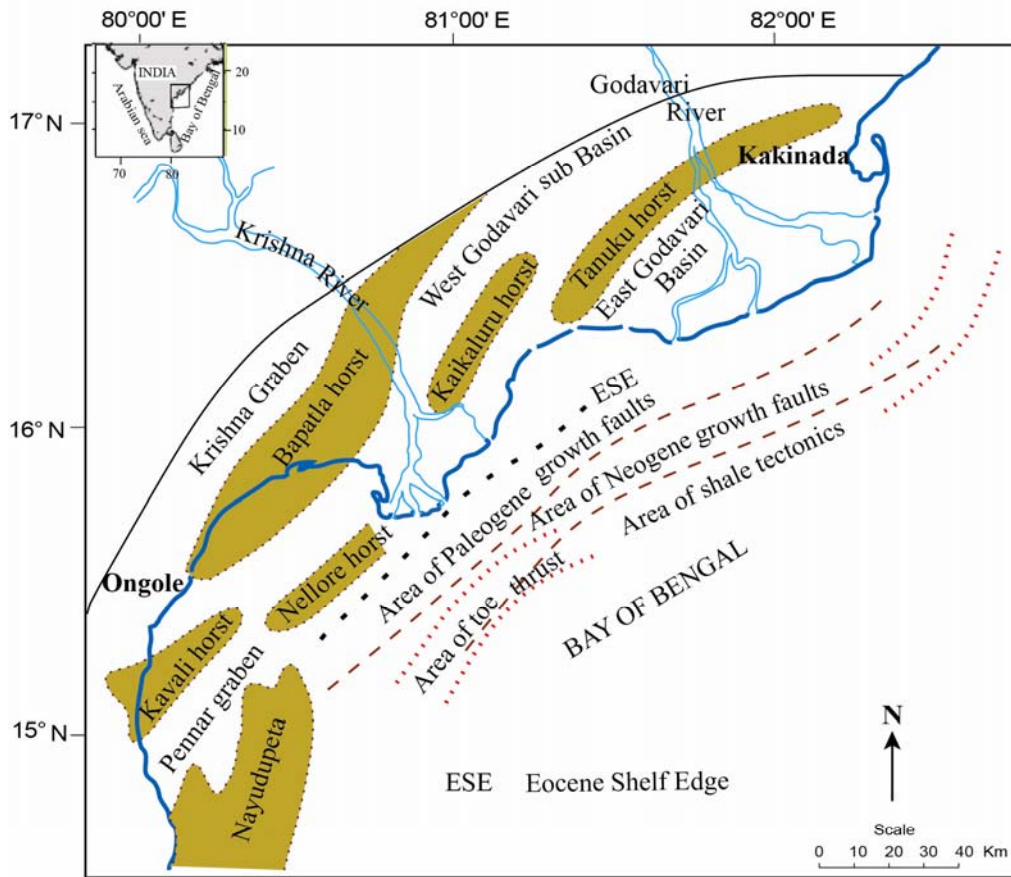 80°00' E
81°00' E
82°00' E
17° N
16° N
15° N
INDIA
Arabian sea
Bay of Bengal
20
10
70
80
Godavari
River
Kakinada
West Godavari sub Basin
Tanuku horst
East Godavari
Basin
Krishna River
Kaikaluru horst
Krishna Graben
Bapatla horst
ESE
Area of Paleogene growth faults
Area of Neogene growth faults
Area of shale tectonics
Ongole
Nellore horst
Area of toe thrust
BAY OF BENGAL
Kavali horst
Pennar graben
Nayudupeta
ESE Eocene Shelf Edge
N
Scale
0 10 20 30 40 Km